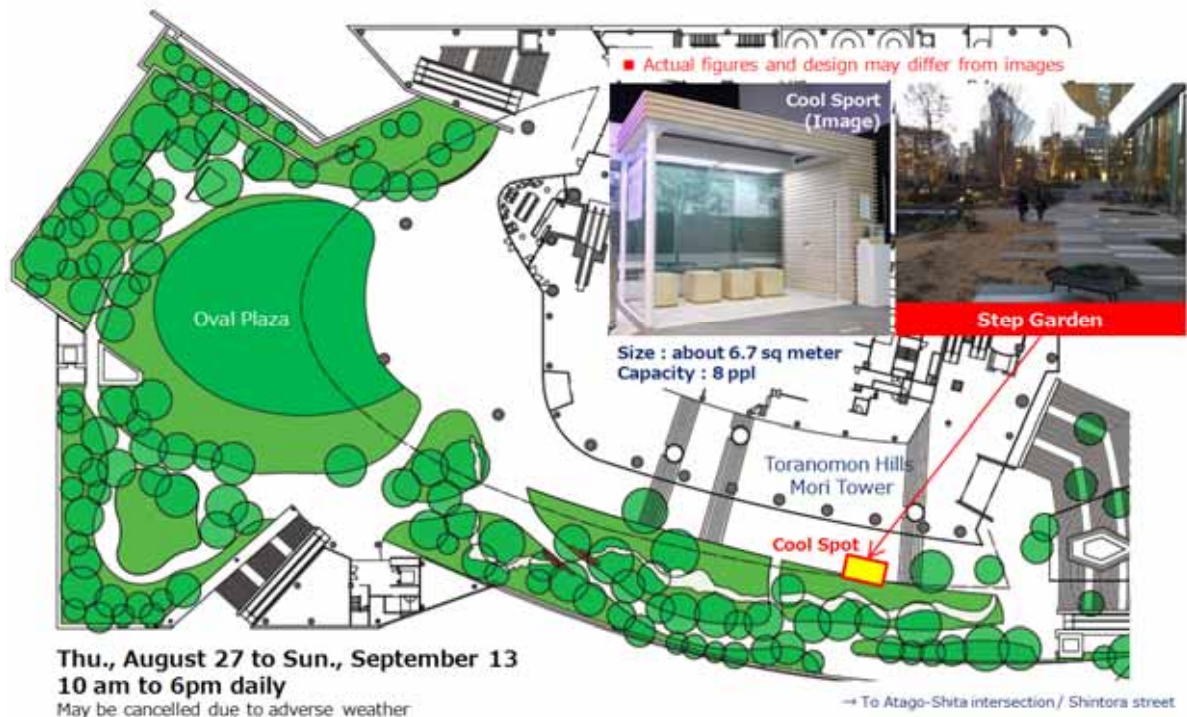 ■ Actual figures and design may differ from images
Cool Sport
(Image)
Step Garden
Size : about 6.7 sq meter
Capacity : 8 ppl
Oval Plaza
Toranomon Hills
Mori Tower
Cool Spot
Thu., August 27 to Sun., September 13
10 am to 6pm daily
May be cancelled due to adverse weather
→ To Atago-Shita intersection / Shintora street